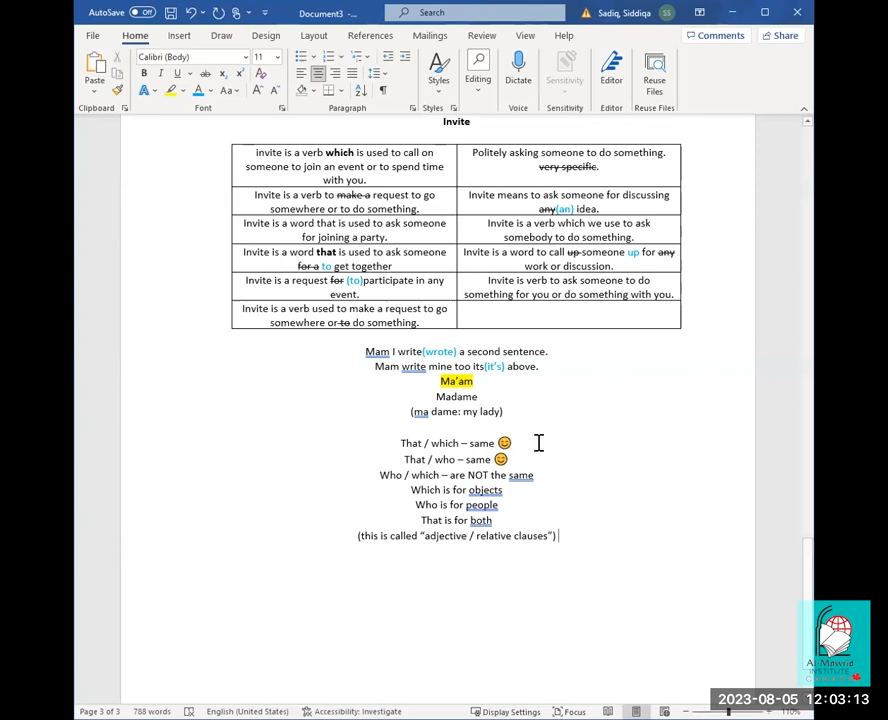 AutoSave Off Document3 -... Search Sadiq, Siddiqa SS
File Home Insert Draw Design Layout References Mailings Review View Help Comments Share
Calibri (Body) 11
Paste Styles Editing Dictate Sensitivity Editor Reuse Files
Clipboard Font Paragraph Styles Voice Sensitivity Editor Reuse Files
Invite
invite is a verb which is used to call on
someone to join an event or to spend time
with you.
Politely asking someone to do something.
very specific.
Invite is a verb to make a request to go
somewhere or to do something.
Invite means to ask someone for discussing
any(an) idea.
Invite is a word that is used to ask someone
for joining a party.
Invite is a verb which we use to ask
somebody to do something.
Invite is a word that is used to ask someone
for a to get together
Invite is a word to call up someone up for any
work or discussion.
Invite is a request for (to)participate in any
event.
Invite is verb to ask someone to do
something for you or do something with you.
Invite is a verb used to make a request to go
somewhere or to do something.
Mam I write(wrote) a second sentence.
Mam write mine too its(it's) above.
Ma'am
Madame
(ma dame: my lady)
That / which – same 😊
That / who – same 😊
Who / which – are NOT the same
Which is for objects
Who is for people
That is for both
(this is called “adjective / relative clauses”)
Al-Mawrid
INSTITUTE
CANADA
Page 3 of 3 788 words English (United States) Accessibility: Investigate Display Settings Focus 110%
2023-08-05 12:03:13